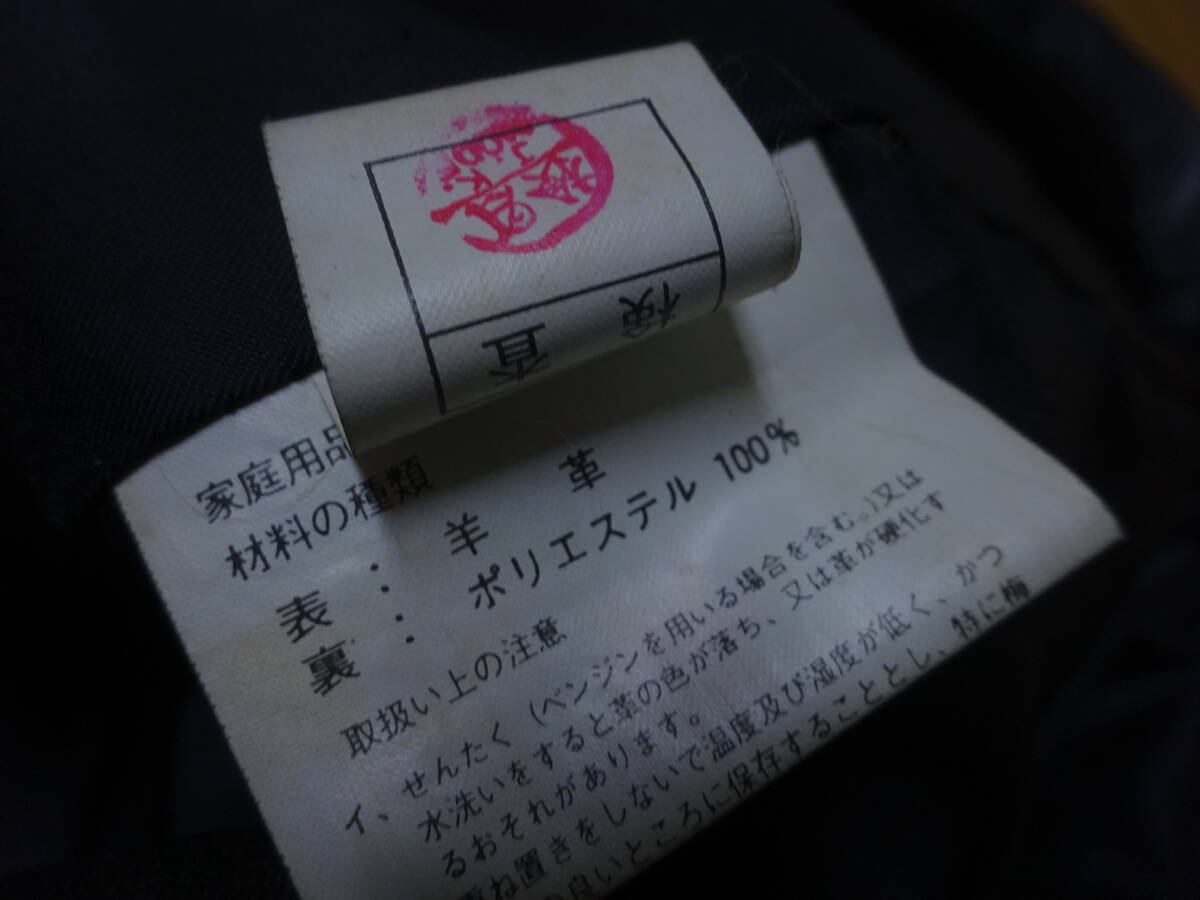 検査
家庭用品
材料の種類
表: 羊 革
裏: ポリエステル 100%
取扱い上の注意
イ、せんたく (ベンジンを用いる場合を含む。)又は
水洗いをすると革の色が落ち、又は革が硬化す
るおそれがあります。
重ね置きをしないで温度及び湿度が低く、かつ
の良いところに保存することとし、特に梅